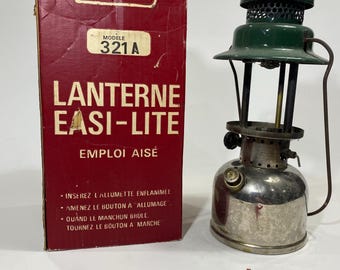 MODÈLE
321A
LANTERNE
EASI-LITE
EMPLOI AISÉ
• INSÉREZ L'ALLUMETTE ENFLAMMÉE.
• AMENEZ LE BOUTON À "ALLUMAGE".
• QUAND LE MANCHON BRÛLE,
TOURNEZ LE BOUTON À MARCHE